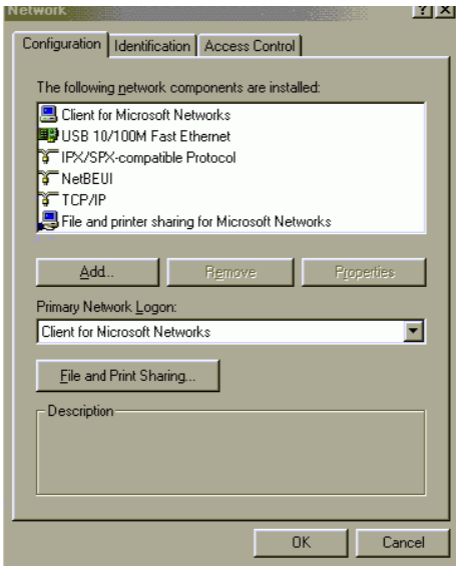 Network
Configuration Identification Access Control
The following network components are installed:
Client for Microsoft Networks
USB 10/100M Fast Ethernet
IPX/SPX-compatible Protocol
NetBEUI
TCP/IP
File and printer sharing for Microsoft Networks
Add... Remove Properties
Primary Network Logon:
Client for Microsoft Networks
File and Print Sharing...
Description
OK Cancel